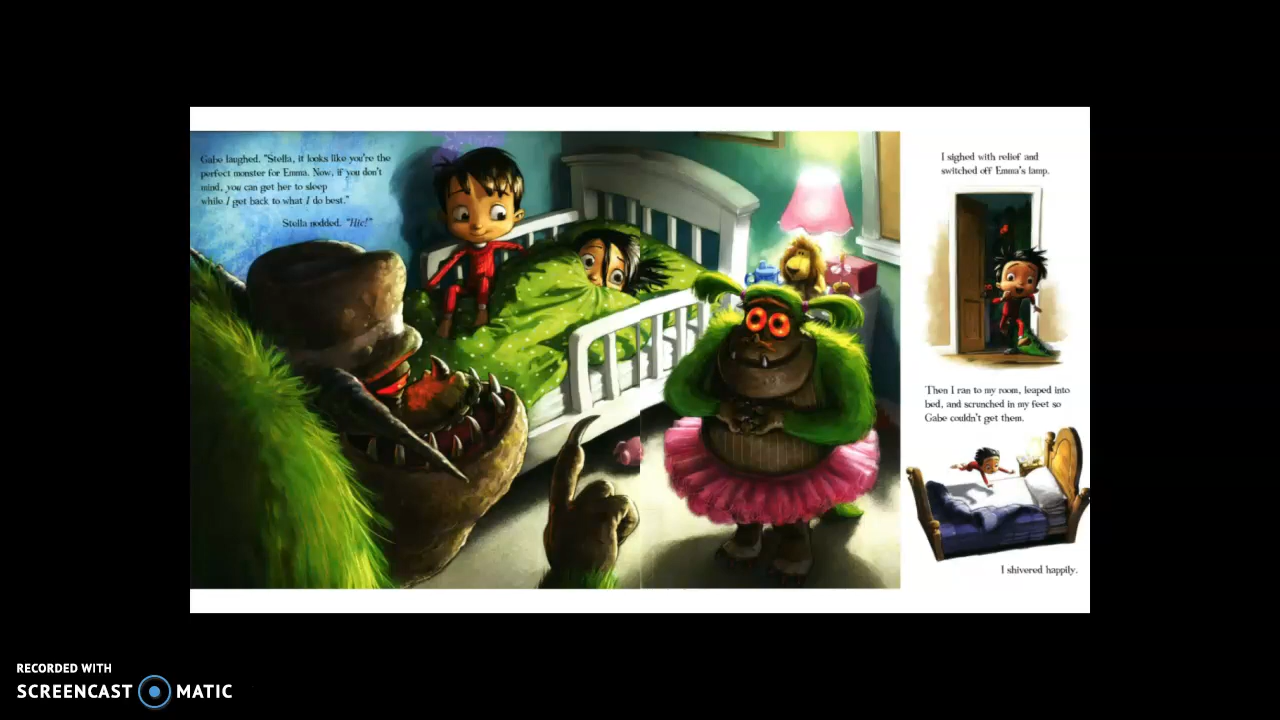 Gabe laughed. "Stella, it looks like you're the
perfect monster for Emma. Now, if you don't
mind, you can get her to sleep
while I get back to what I do best."
Stella nodded. "Hic!"
I sighed with relief and
switched off Emma's lamp.
Then I ran to my room, leaped into
bed, and scrunched in my feet so
Gabe couldn't get them.
I shivered happily.
RECORDED WITH
SCREENCAST MATIC